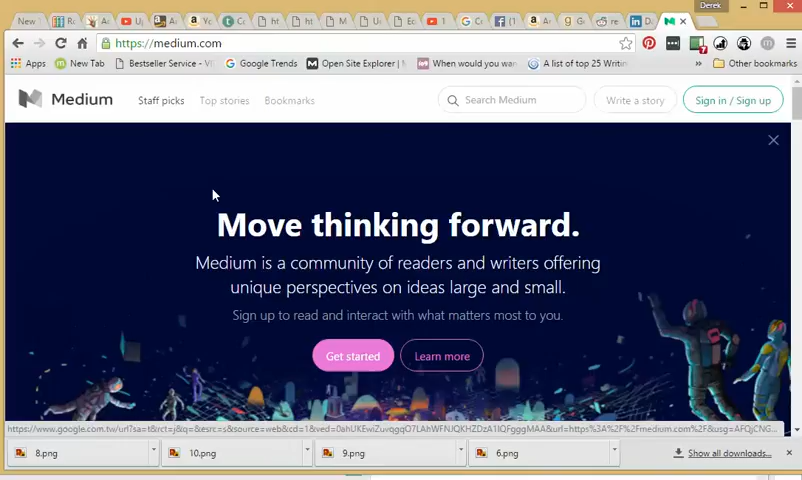 Derek
New
https://medium.com
Apps
New Tab
Bestseller Service - V
Google Trends
Open Site Explorer |
When would you wan
A list of top 25 Writin
»
Other bookmarks
Medium
Staff picks
Top stories
Bookmarks
Search Medium
Write a story
Sign in / Sign up
Move thinking forward.
Medium is a community of readers and writers offering
unique perspectives on ideas large and small.
Sign up to read and interact with what matters most to you.
Get started
Learn more
8.png
10.png
9.png
6.png
Show all downloads...